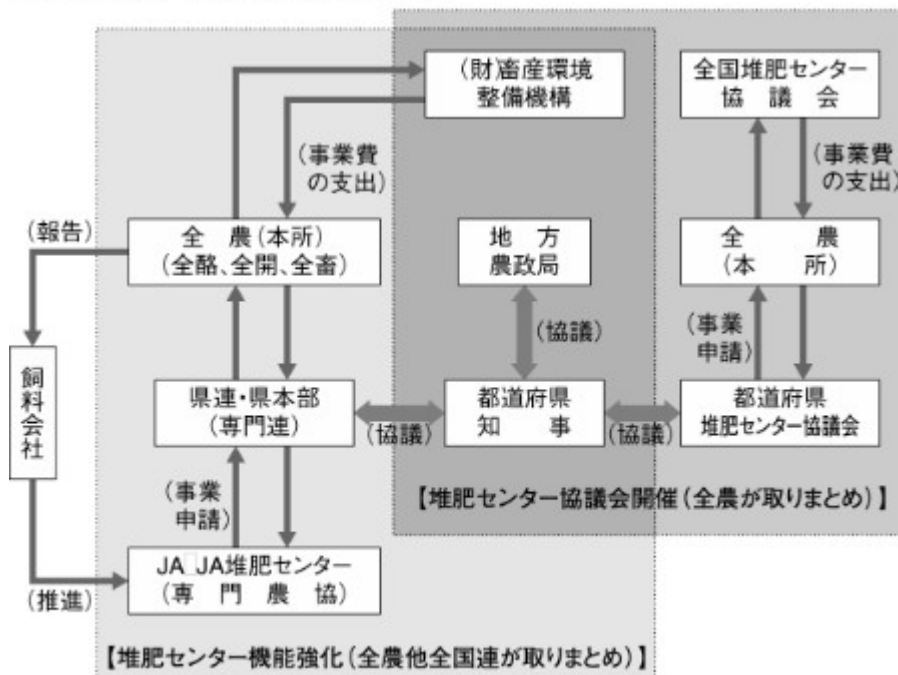 (財)畜産環境
整備機構
全国堆肥センター
協議会
(事業費
の支出)
(事業費
の支出)
(報告)
全農(本所)
(全酪、全開、全畜)
地方
農政局
全農
(本所)
(協議)
(事業
申請)
飼料会社
県連・県本部
(専門連)
(協議)
都道府県
知事
(協議)
都道府県
堆肥センター協議会
(事業
申請)
【堆肥センター協議会開催(全農が取りまとめ)】
JA□JA堆肥センター
(専門農協)
(推進)
【堆肥センター機能強化(全農他全国連が取りまとめ)】